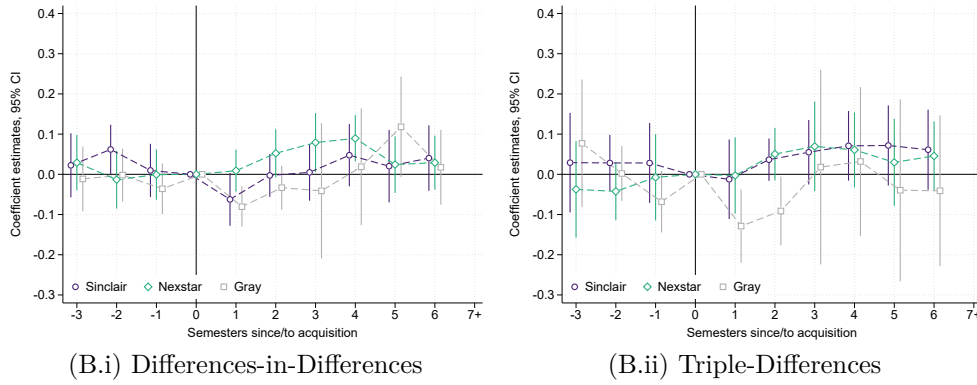 Coefficient estimates, 95% CI
0.4
0.3
0.2
0.1
0.0
-0.1
-0.2
-0.3
Sinclair Nexstar Gray
-3 -2 -1 0 1 2 3 4 5 6 7+
Semesters since/to acquisition
(B.i) Differences-in-Differences
Coefficient estimates, 95% CI
0.4
0.3
0.2
0.1
0.0
-0.1
-0.2
-0.3
Sinclair Nexstar Gray
-3 -2 -1 0 1 2 3 4 5 6 7+
Semesters since/to acquisition
(B.ii) Triple-Differences